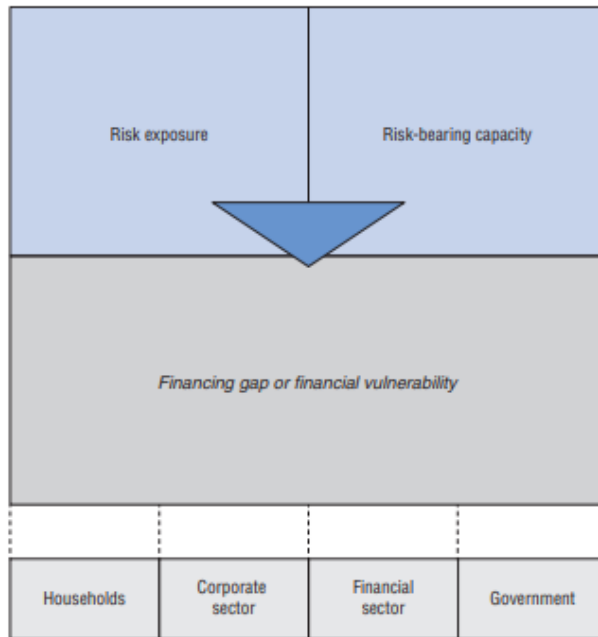 Risk exposure
Risk-bearing capacity
Financing gap or financial vulnerability
Households
Corporate
sector
Financial
sector
Government